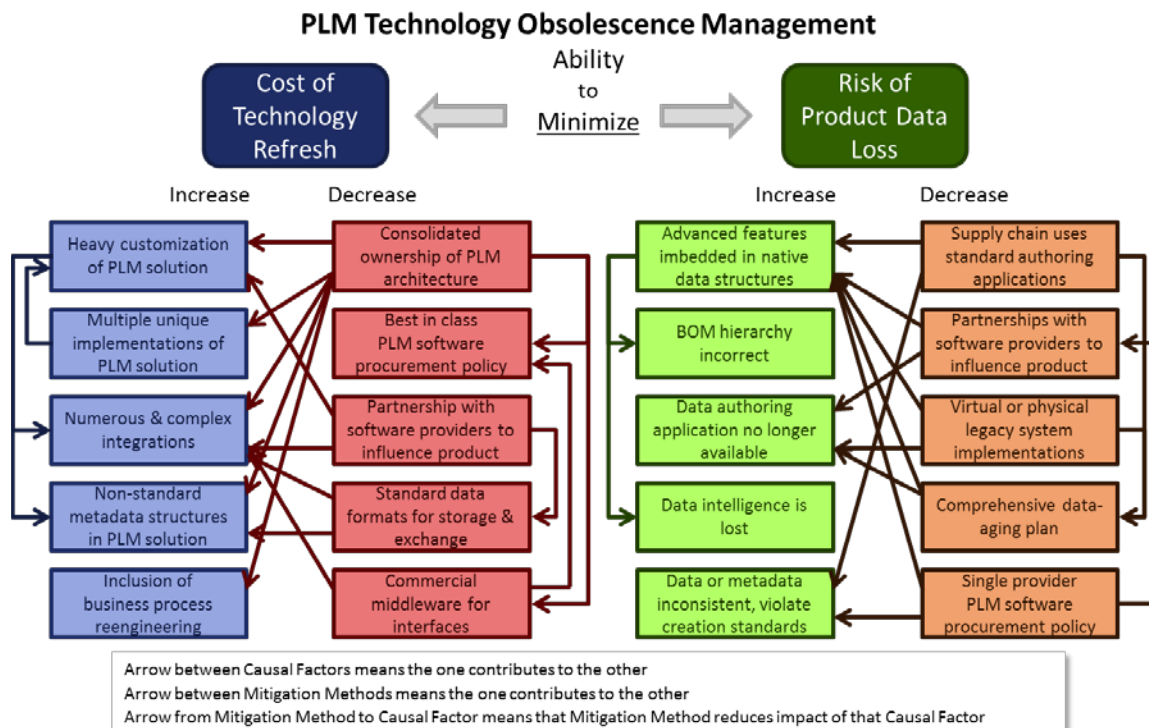 PLM Technology Obsolescence Management
Cost of
Technology
Refresh
Ability
to
Minimize
Risk of
Product Data
Loss
Increase
Decrease
Increase
Decrease
Heavy customization
of PLM solution
Consolidated
ownership of PLM
architecture
Advanced features
imbedded in native
data structures
Supply chain uses
standard authoring
applications
Multiple unique
implementations of
PLM solution
Best in class
PLM software
procurement policy
BOM hierarchy
incorrect
Partnerships with
software providers to
influence product
Numerous & complex
integrations
Partnership with
software providers to
influence product
Data authoring
application no longer
available
Virtual or physical
legacy system
implementations
Non-standard
metadata structures
in PLM solution
Standard data
formats for storage &
exchange
Data intelligence is
lost
Comprehensive data-
aging plan
Inclusion of
business process
reengineering
Commercial
middleware for
interfaces
Data or metadata
inconsistent, violate
creation standards
Single provider
PLM software
procurement policy
Arrow between Causal Factors means the one contributes to the other
Arrow between Mitigation Methods means the one contributes to the other
Arrow from Mitigation Method to Causal Factor means that Mitigation Method reduces impact of that Causal Factor